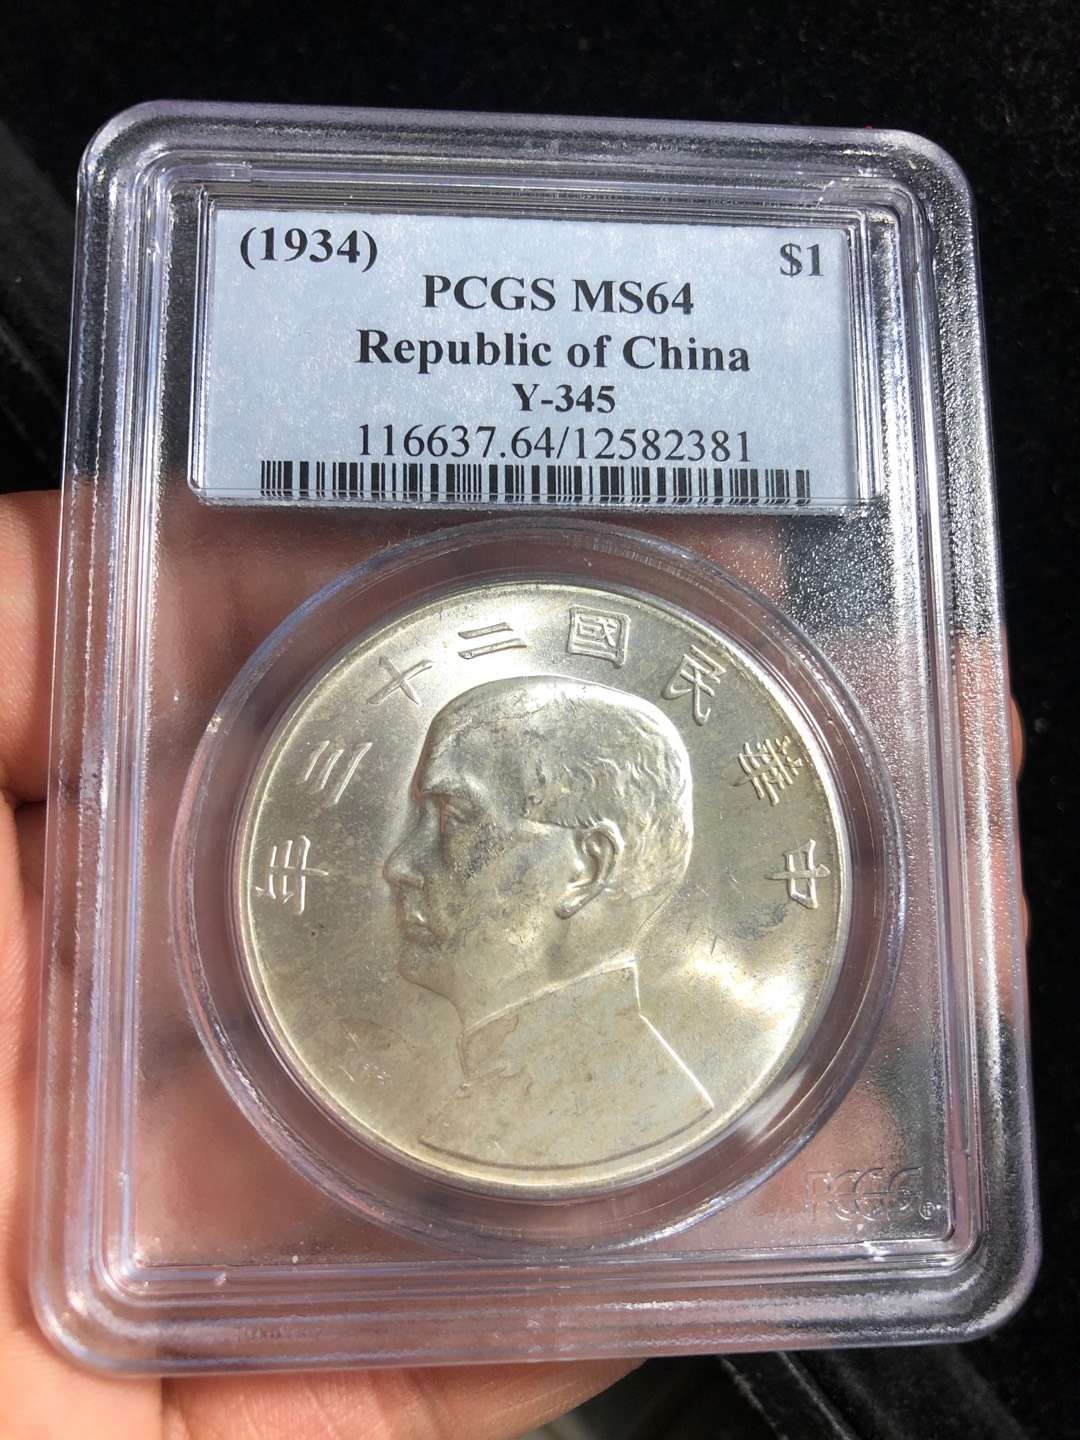 (1934) $1
PCGS MS64
Republic of China
Y-345
116637.64/12582381
中華民國二十三年
PCGS®